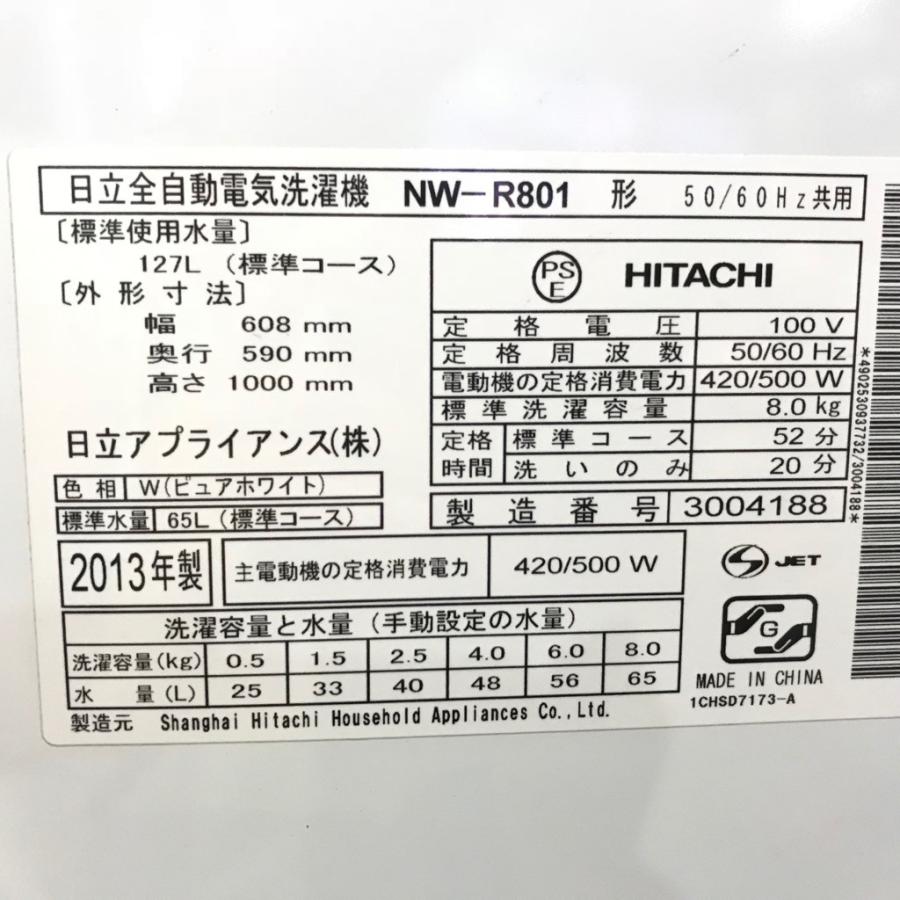 日立全自動電気洗濯機 NW-R801 形 50/60Hz共用
〔標準使用水量〕
127L (標準コース)
〔外形寸法〕
幅 608 mm
奥行 590 mm
高さ 1000 mm
日立アプライアンス(株)
色相 W(ピュアホワイト)
標準水量 65L (標準コース)
PSE HITACHI
定格電圧 100 V
定格周波数 50/60 Hz
電動機の定格消費電力 420/500 W
標準洗濯容量 8.0 kg
定格時間 標準コース 52 分
洗いのみ 20 分
製造番号 3004188
*4902530937732/3004188*
2013年製 主電動機の定格消費電力 420/500 W
洗濯容量と水量 (手動設定の水量)
洗濯容量(kg) 0.5 1.5 2.5 4.0 6.0 8.0
水量(L) 25 33 40 48 56 65
製造元 Shanghai Hitachi Household Appliances Co.,Ltd.
S JET
G
MADE IN CHINA
1CHSD7173-A